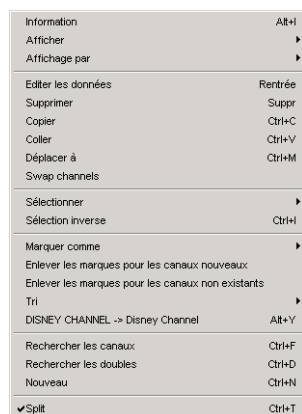 Information Alt+I
Afficher
Affichage par
Editer les données Rentrée
Supprimer Suppr
Copier Ctrl+C
Coller Ctrl+V
Déplacer à Ctrl+M
Swap channels
Sélectionner
Sélection inverse Ctrl+I
Marquer comme
Enlever les marques pour les canaux nouveaux
Enlever les marques pour les canaux non existants
Tri
DISNEY CHANNEL -> Disney Channel Alt+Y
Rechercher les canaux Ctrl+F
Rechercher les doubles Ctrl+D
Nouveau Ctrl+N
Split Ctrl+T